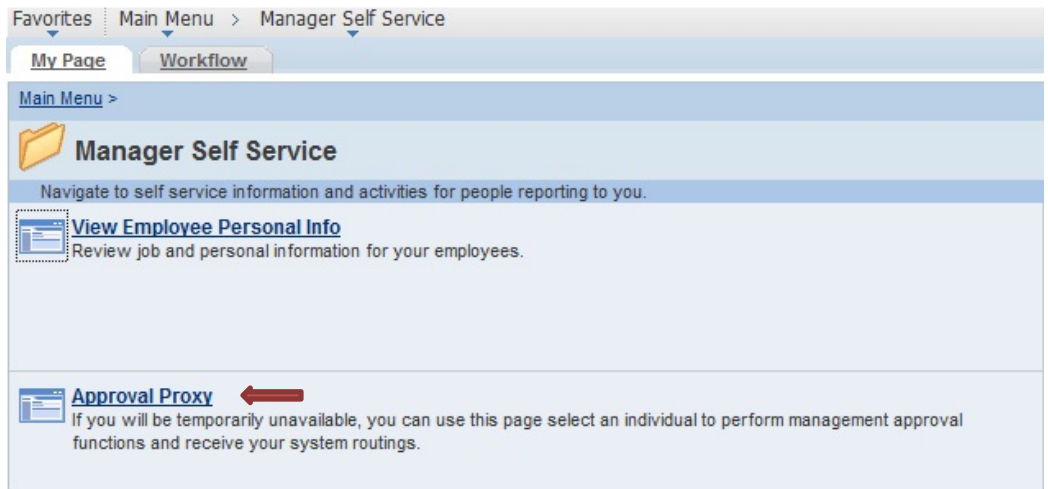 Favorites Main Menu > Manager Self Service
My Page Workflow
Main Menu >
Manager Self Service
Navigate to self service information and activities for people reporting to you.
View Employee Personal Info
Review job and personal information for your employees.
Approval Proxy
If you will be temporarily unavailable, you can use this page select an individual to perform management approval
functions and receive your system routings.